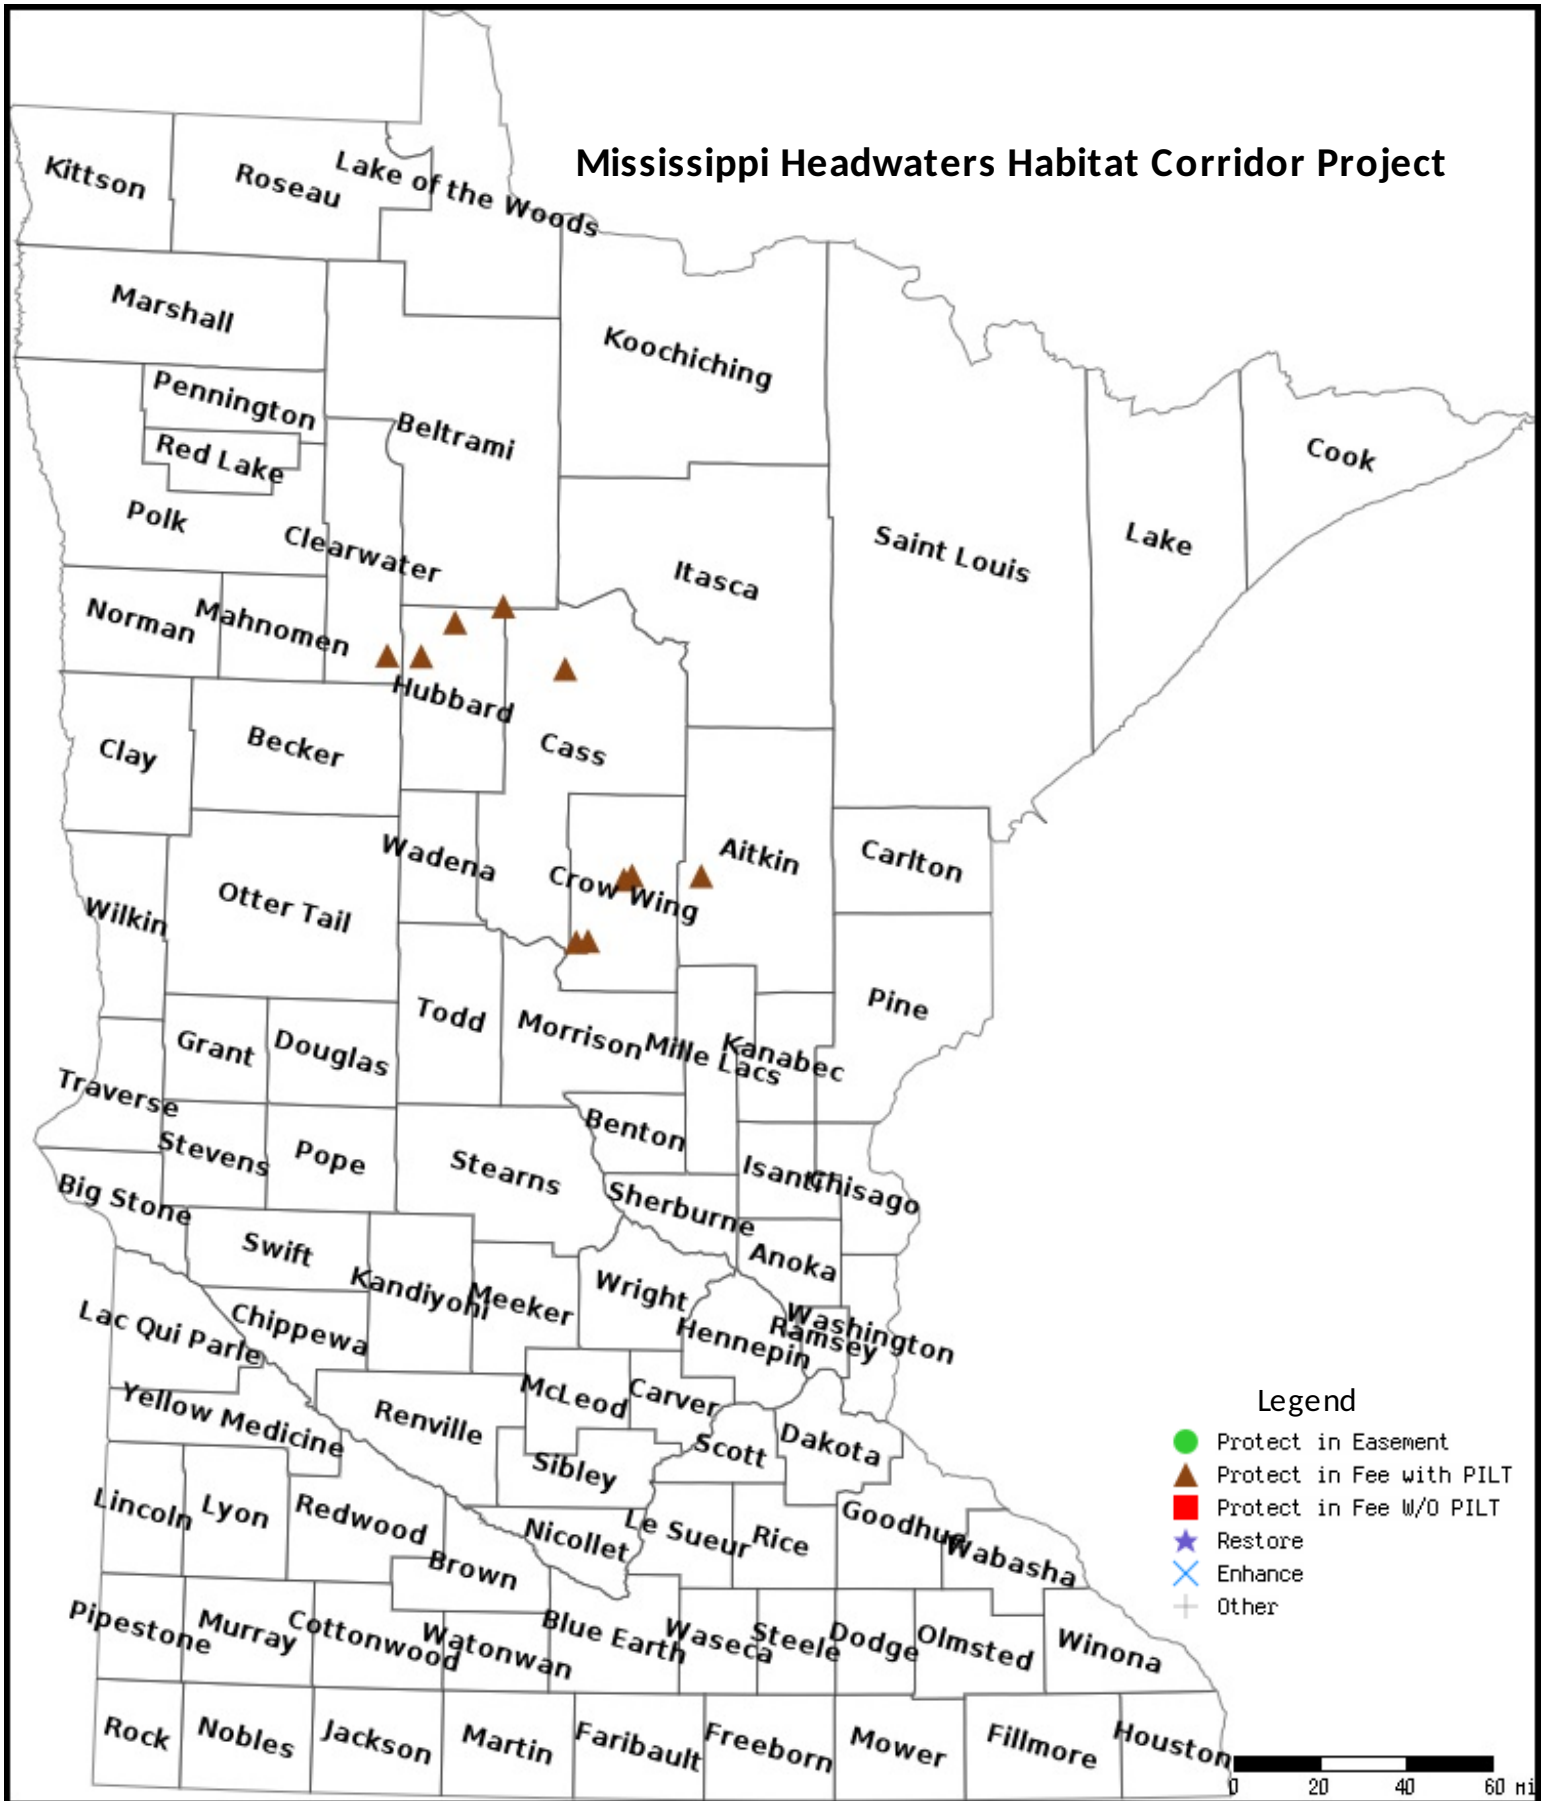 Mississippi Headwaters Habitat Corridor Project
Kittson
Roseau
Lake of the Woods
Marshall
Koochiching
Pennington
Beltrami
Red Lake
Cook
Polk
Clearwater
Saint Louis
Lake
Itasca
Norman
Mahnomen
Hubbard
Clay
Becker
Cass
Wadena
Aitkin
Carlton
Crow Wing
Otter Tail
Wilkin
Pine
Todd
Morrison
Mille Lacs
Kanabec
Grant
Douglas
Traverse
Benton
Stevens
Pope
Stearns
Isanti
Chisago
Big Stone
Sherburne
Swift
Anoka
Kandiyohi
Meeker
Wright
Lac Qui Parle
Chippewa
Hennepin
Ramsey
Washington
Yellow Medicine
Renville
McLeod
Carver
Scott
Dakota
Sibley
Lincoln
Lyon
Redwood
Nicollet
Le Sueur
Rice
Goodhue
Wabasha
Brown
Pipestone
Murray
Cottonwood
Watonwan
Blue Earth
Waseca
Steele
Dodge
Olmsted
Winona
Rock
Nobles
Jackson
Martin
Faribault
Freeborn
Mower
Fillmore
Houston
Legend
Protect in Easement
Protect in Fee with PILT
Protect in Fee W/O PILT
Restore
Enhance
Other
0 20 40 60 mi